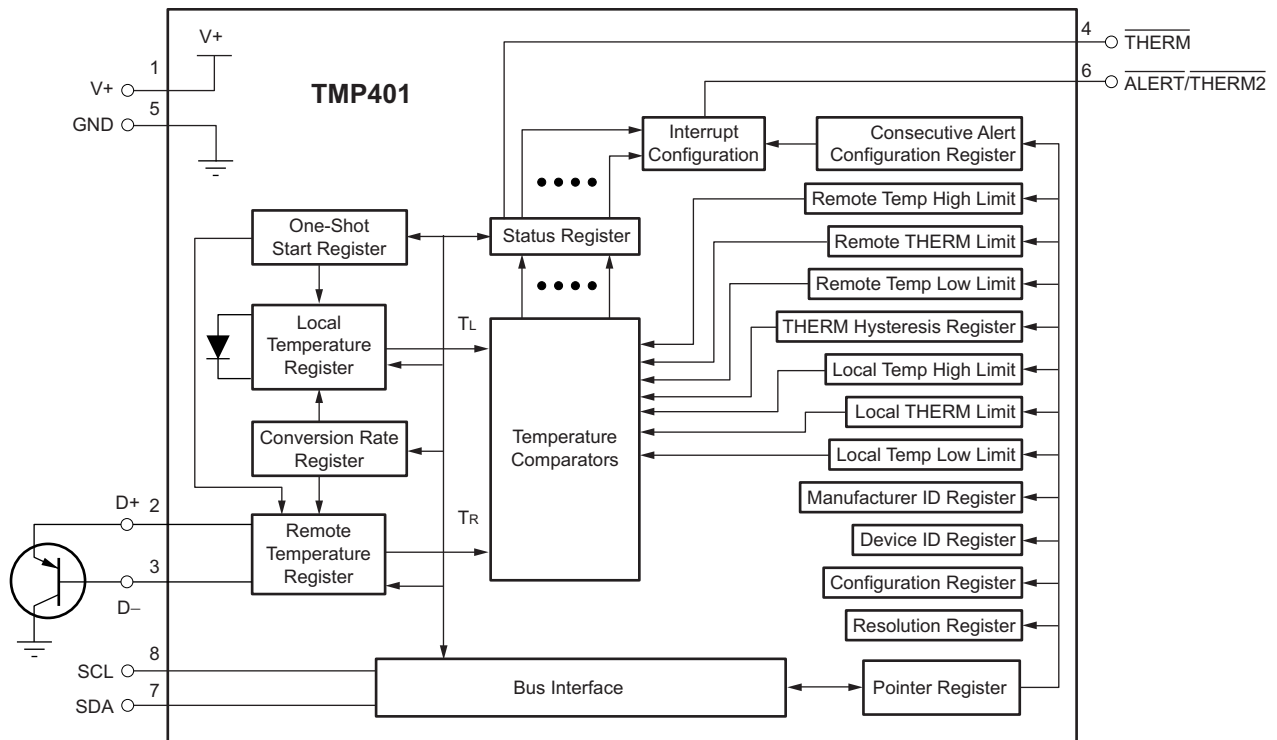 V+
1
V+
5
GND
TMP401
4
THERM
6
ALERT/THERM2
Interrupt
Configuration
Consecutive Alert
Configuration Register
Remote Temp High Limit
One-Shot
Start Register
Status Register
Remote THERM Limit
Remote Temp Low Limit
THERM Hysteresis Register
Local
Temperature
Register
TL
Local Temp High Limit
Local THERM Limit
Conversion Rate
Register
Temperature
Comparators
Local Temp Low Limit
Manufacturer ID Register
D+
2
Remote
Temperature
Register
TR
Device ID Register
3
D−
Configuration Register
Resolution Register
8
SCL
7
SDA
Bus Interface
Pointer Register